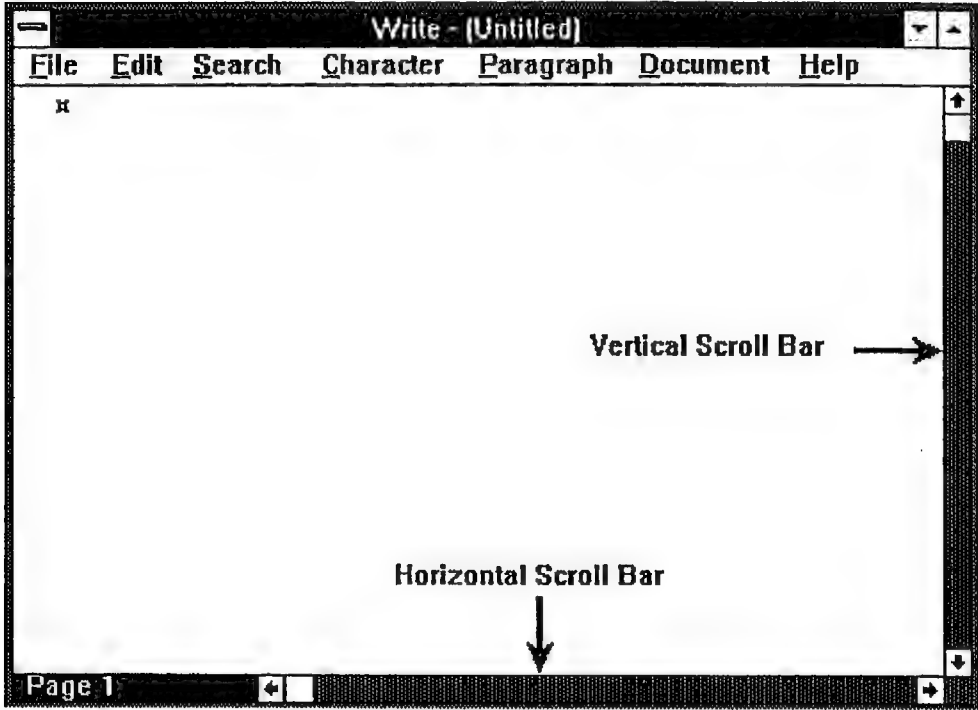 Write - (Untitled)
File Edit Search Character Paragraph Document Help
¤
Vertical Scroll Bar
Horizontal Scroll Bar
Page 1